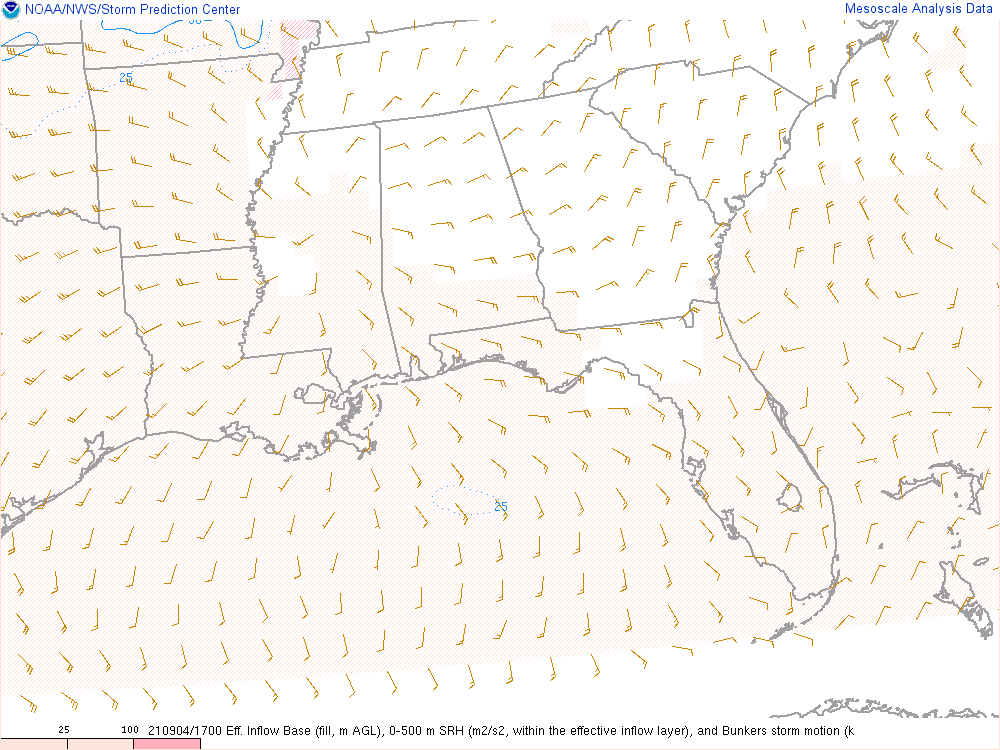 NOAA/NWS/Storm Prediction Center
Mesoscale Analysis Data
50
25
25
25 100 210904/1700 Eff. Inflow Base (fill, m AGL), 0-500 m SRH (m2/s2, within the effective inflow layer), and Bunkers storm motion (k